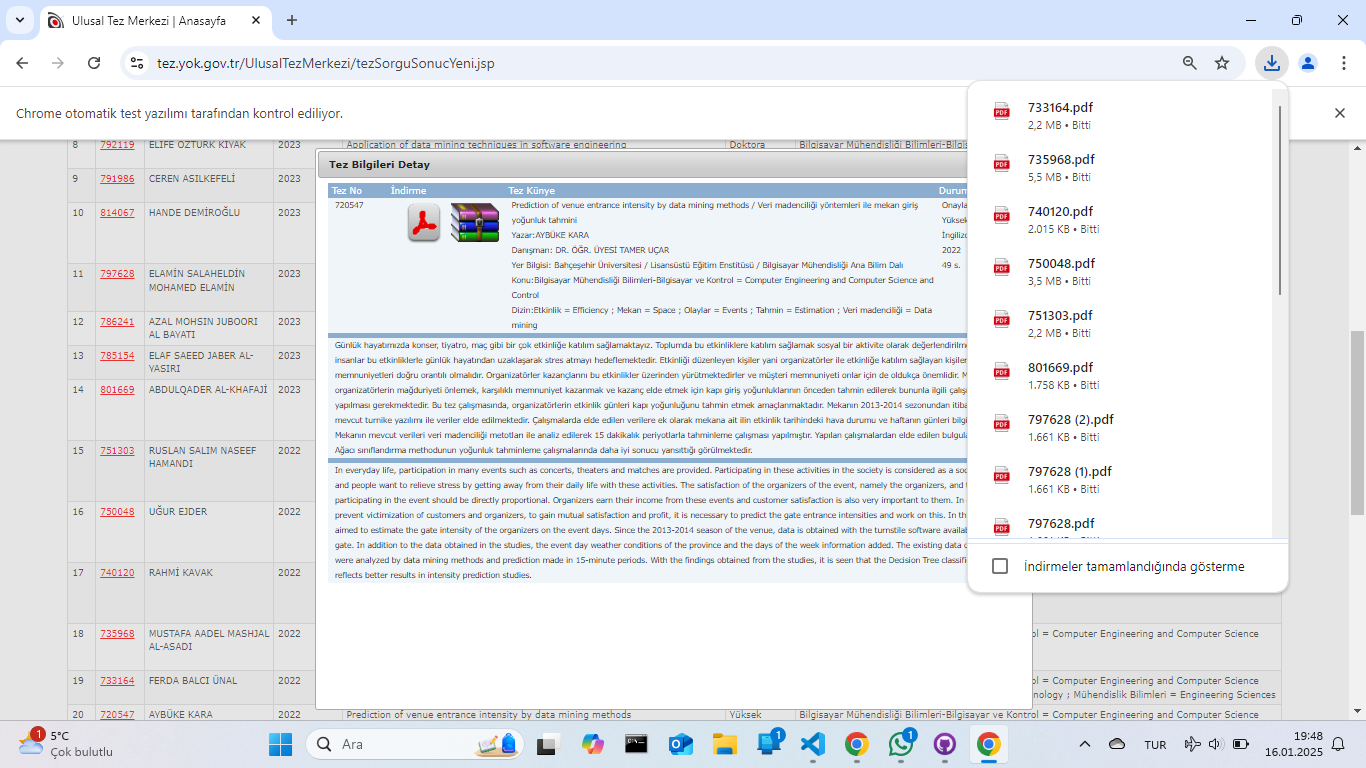 Ulusal Tez Merkezi | Anasayfa
tez.yok.gov.tr/UlusalTezMerkezi/tezSorguSonucYeni.jsp
Chrome otomatik test yazılımı tarafından kontrol ediliyor.
8 792119 ELİFE ÖZTÜRK KIYAK 2023 Application of data mining techniques in software engineering Doktora
9 791986 CEREN ASILKEFELİ 2023
10 814067 HANDE DEMİROĞLU 2023
11 797628 ELAMİN SALAHELDİN 2023
MOHAMED ELAMİN
12 786241 AZAL MOHSIN JUBOORI 2023
AL BAYATI
13 785154 ELAF SAEED JABER AL- 2023
YASIRI
14 801669 ABDULQADER AL-KHAFAJİ 2023
15 751303 RUSLAN SALIM NASEEF 2022
HAMANDI
16 750048 UĞUR EJDER 2022
17 740120 RAHMİ KAVAK 2022
18 735968 MUSTAFA AADEL MASHJAL 2022
AL-ASADI
19 733164 FERDA BALCI ÜNAL 2022
20 720547 AYBÜKE KARA 2022 Prediction of venue entrance intensity by data mining methods Yüksek Bilgisayar Mühendisliği Bilimleri-Bilgisayar ve Kontrol = Computer Engineering and Computer Science
= Computer Engineering and Computer Science
= Computer Engineering and Computer Science
; Mühendislik Bilimleri = Engineering Sciences
Tez Bilgileri Detay
Tez No İndirme Tez Künye
720547 Prediction of venue entrance intensity by data mining methods / Veri madenciliği yöntemleri ile mekan giriş
yoğunluk tahmini
Yazar:AYBÜKE KARA
Danışman: DR. ÖĞR. ÜYESİ TAMER UÇAR 2022
Yer Bilgisi: Bahçeşehir Üniversitesi / Lisansüstü Eğitim Enstitüsü / Bilgisayar Mühendisliği Ana Bilim Dalı 49 s.
Konu:Bilgisayar Mühendisliği Bilimleri-Bilgisayar ve Kontrol = Computer Engineering and Computer Science and
Control
Dizin:Etkinlik = Efficiency ; Mekan = Space ; Olaylar = Events ; Tahmin = Estimation ; Veri madenciliği = Data
mining
Günlük hayatımızda konser, tiyatro, maç gibi bir çok etkinliğe katılım sağlamaktayız. Toplumda bu etkinliklere katılım sağlamak sosyal bir aktivite olarak
insanlar bu etkinliklerle günlük hayatından uzaklaşarak stres atmayı hedeflemektedir. Etkinliği düzenleyen kişiler yani organizatörler ile etkinliğe katılım sağlayan
memnuniyetleri doğru orantılı olmalıdır. Organizatörler kazançlarını bu etkinlikler üzerinden yürütmektedirler ve müşteri memnuniyeti onlar için de oldukça önemlidir.
organizatörlerin mağduriyeti önlemek, karşılıklı memnuniyet kazanmak ve kazanç elde etmek için kapı giriş yoğunluklarının önceden tahmin edilerek bununla ilgili
yapılması gerekmektedir. Bu tez çalışmasında, organizatörlerin etkinlik günleri kapı yoğunluğunu tahmin etmek amaçlanmaktadır. Mekanın 2013-2014 sezonundan
mevcut turnike yazılımı ile veriler elde edilmektedir. Çalışmalarda elde edilen verilere ek olarak mekana ait ilin etkinlik tarihindeki hava durumu ve haftanın günleri
Mekanın mevcut verileri veri madenciliği metotları ile analiz edilerek 15 dakikalık periyotlarla tahminleme çalışması yapılmıştır. Yapılan çalışmalardan elde edilen
Ağacı sınıflandırma methodunun yoğunluk tahminleme çalışmalarında daha iyi sonucu yansıttığı görülmektedir.
In everyday life, participation in many events such as concerts, theaters and matches are provided. Participating in these activities in the society is considered as a
and people want to relieve stress by getting away from their daily life with these activities. The satisfaction of the organizers of the event, namely the organizers, and
participating in the event should be directly proportional. Organizers earn their income from these events and customer satisfaction is also very important to them. In
prevent victimization of customers and organizers, to gain mutual satisfaction and profit, it is necessary to predict the gate entrance intensities and work on this. In
aimed to estimate the gate intensity of the organizers on the event days. Since the 2013-2014 season of the venue, data is obtained with the turnstile software
gate. In addition to the data obtained in the studies, the event day weather conditions of the province and the days of the week information added. The existing data
were analyzed by data mining methods and prediction made in 15-minute periods. With the findings obtained from the studies, it is seen that the Decision Tree
reflects better results in intensity prediction studies.
733164.pdf
2,2 MB • Bitti
735968.pdf
5,5 MB • Bitti
740120.pdf
2.015 KB • Bitti
750048.pdf
3,5 MB • Bitti
751303.pdf
2,2 MB • Bitti
801669.pdf
1.758 KB • Bitti
797628 (2).pdf
1.661 KB • Bitti
797628 (1).pdf
1.661 KB • Bitti
797628.pdf
İndirmeler tamamlandığında gösterme
1
5°C
Çok bulutlu
Ara
1
1
TUR
19:48
16.01.2025